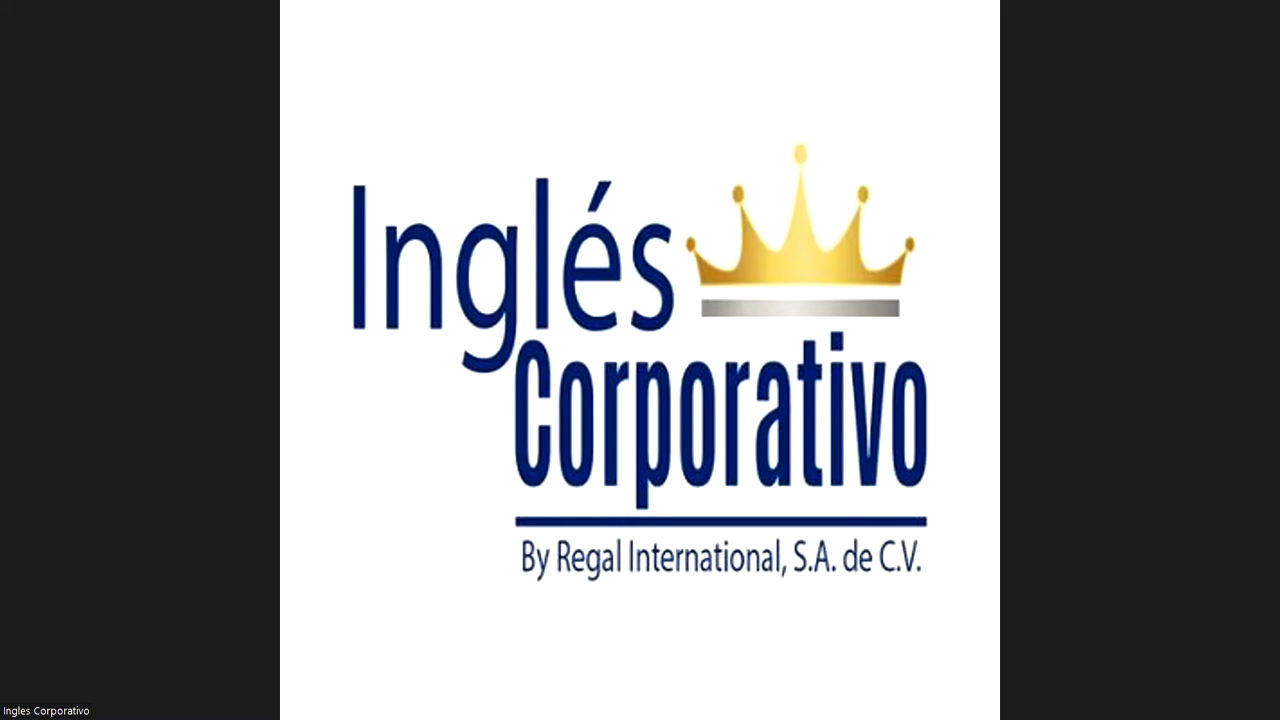 Inglés
Corporativo
By Regal International, S.A. de C.V.
Ingles Corporativo